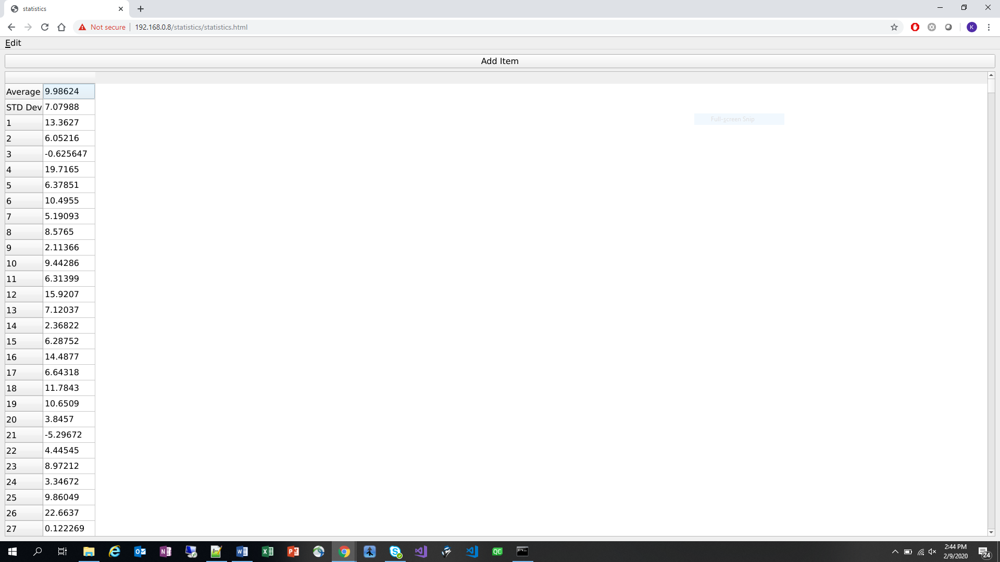 statistics
Not secure 192.168.0.8/statistics/statistics.html
K
Edit
Add Item
Average 9.98624
STD Dev 7.07988
Full-screen Snip
1 13.3627
2 6.05216
3 -0.625647
4 19.7165
5 6.37851
6 10.4955
7 5.19093
8 8.5765
9 2.11366
10 9.44286
11 6.31399
12 15.9207
13 7.12037
14 2.36822
15 6.28752
16 14.4877
17 6.64318
18 11.7843
19 10.6509
20 3.8457
21 -5.29672
22 4.44545
23 8.97212
24 3.34672
25 9.86049
26 22.6637
27 0.122269
QC
2:44 PM
2/9/2020
24